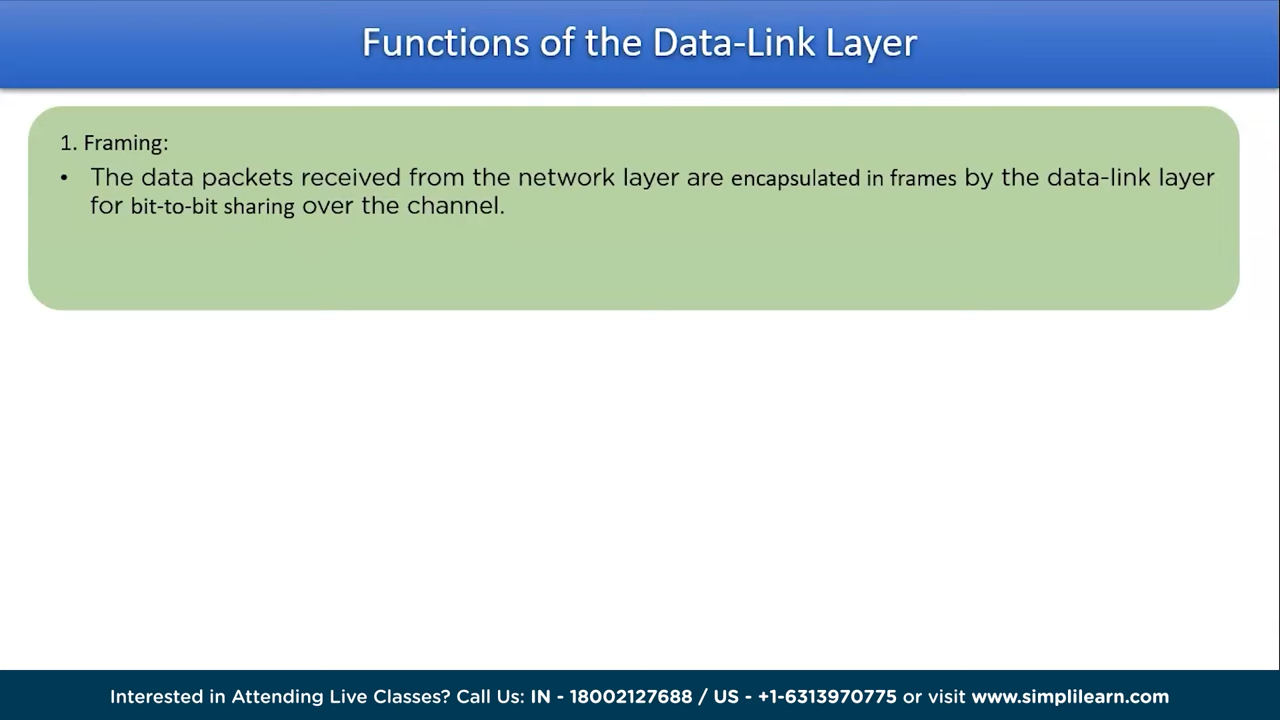 Functions of the Data-Link Layer
1. Framing:
• The data packets received from the network layer are encapsulated in frames by the data-link layer
for bit-to-bit sharing over the channel.
Interested in Attending Live Classes? Call Us: IN - 18002127688 / US - +1-6313970775 or visit www.simplilearn.com